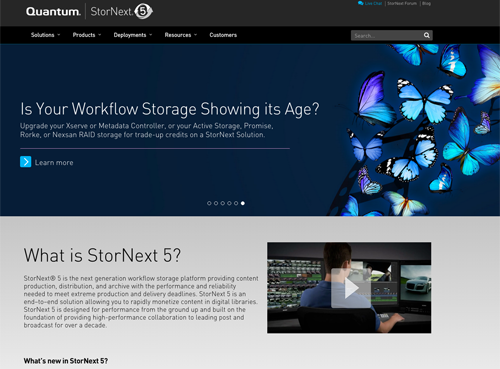 Quantum. StorNext. 5
Live Chat | StorNext Forum | Blog
Solutions Products Deployments Resources Customers
Search...
Is Your Workflow Storage Showing its Age?
Upgrade your Xserve or Metadata Controller, or your Active Storage, Promise,
Rorke, or Nexsan RAID storage for trade-up credits on a StorNext Solution.
Learn more
What is StorNext 5?
StorNext® 5 is the next generation workflow storage platform providing content
production, distribution, and archive with the performance and reliability
needed to meet extreme production and delivery deadlines. StorNext 5 is an
end-to-end solution allowing you to rapidly monetize content in digital libraries.
StorNext 5 is designed for performance from the ground up and built on the
foundation of providing high-performance collaboration to leading post and
broadcast for over a decade.
What's new in StorNext 5?